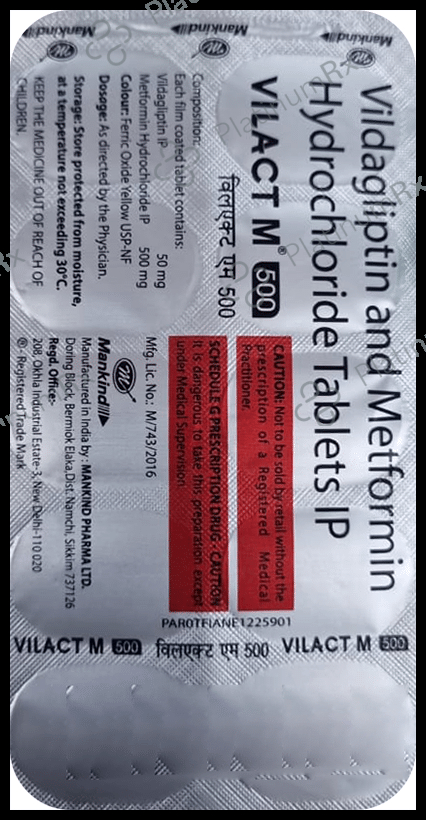 Mankind
Mankind
Mankind
Vildagliptin and Metformin
Hydrochloride Tablets IP
VILACT M® 500
विलएक्ट एम 500
Composition:
Each film coated tablet contains:
Vildagliptin IP 50 mg
Metformin Hydrochloride IP 500 mg
Colour: Ferric Oxide Yellow USP-NF
Dosage: As directed by the Physician.
Storage: Store protected from moisture,
at a temperature not exceeding 30°C.
KEEP THE MEDICINE OUT OF REACH OF
CHILDREN.
CAUTION: Not to be sold by retail without the
prescription of a Registered Medical
Practitioner.
SCHEDULE G PRESCRIPTION DRUG - CAUTION
It is dangerous to take this preparation except
under Medical Supervision.
Mfg. Lic. No.: M/743/2016
Mankind
Manufactured in India by: MANKIND PHARMA LTD.
Doring Block, Bermiok Elaka, Dist. Namchi, Sikkim 737126
Regd. Office:-
208, Okhla Industrial Estate-3, New Delhi-110 020
®-Registered Trade Mark
PAROTFIANE1225901
VILACT M 500 विलएक्ट एम 500 VILACT M 500
PlatinumRx